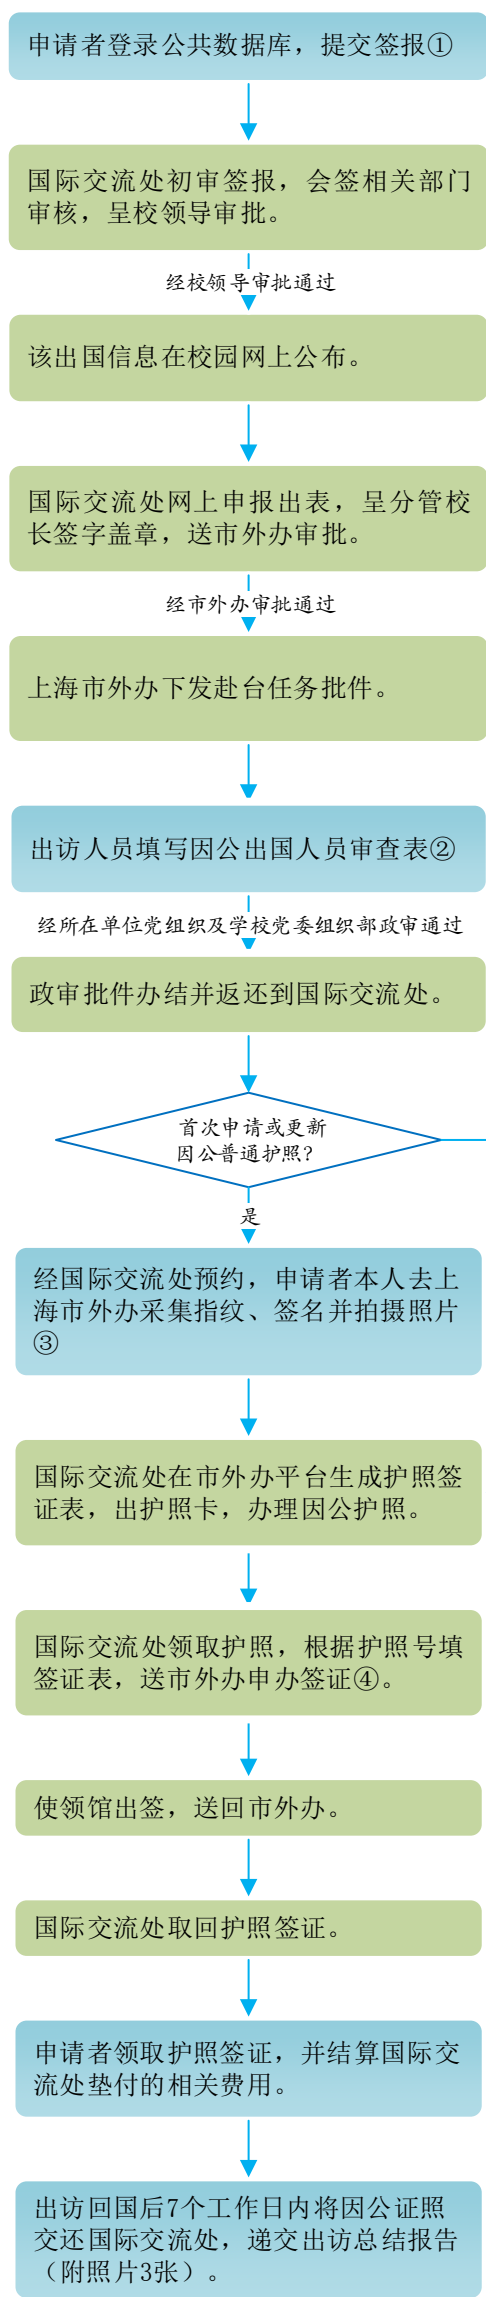 申请者登录公共数据库，提交签报①
国际交流处初审签报，会签相关部门
审核，呈校领导审批。
经校领导审批通过
该出国信息在校园网上公布。
国际交流处网上申报出表，呈分管校
长签字盖章，送市外办审批。
经市外办审批通过
上海市外办下发赴台任务批件。
出访人员填写因公出国人员审查表②
经所在单位党组织及学校党委组织部政审通过
政审批件办结并返还到国际交流处。
首次申请或更新
因公普通护照？
是
经国际交流处预约，申请者本人去上
海市外办采集指纹、签名并拍摄照片
③
国际交流处在市外办平台生成护照签
证表，出护照卡，办理因公护照。
国际交流处领取护照，根据护照号填
签证表，送市外办申办签证④。
使领馆出签，送回市外办。
国际交流处取回护照签证。
申请者领取护照签证，并结算国际交
流处垫付的相关费用。
出访回国后7个工作日内将因公证照
交还国际交流处，递交出访总结报告
（附照片3张）。